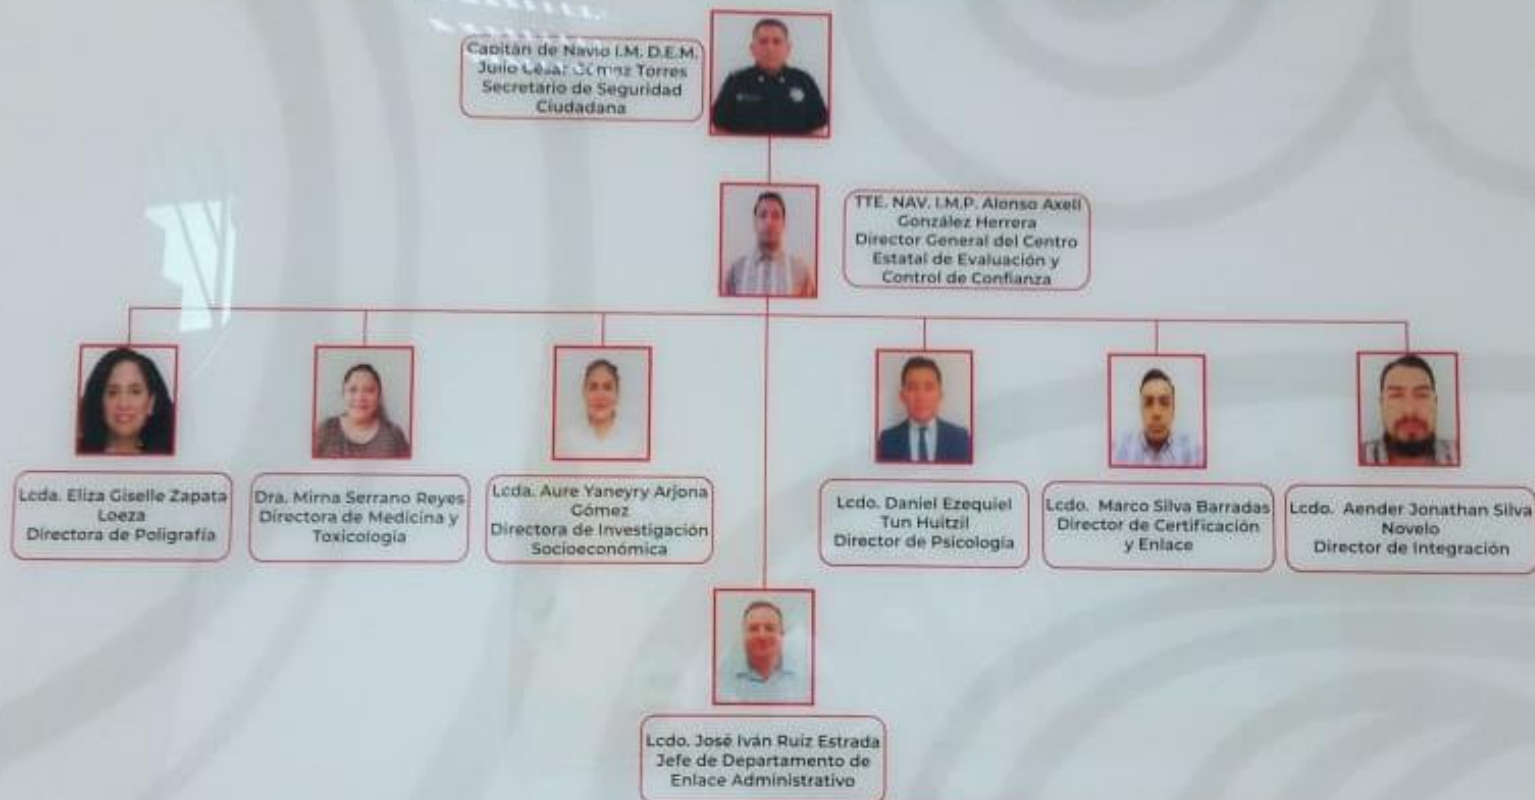 Capitán de Navío I.M. D.E.M.
Julio César Gómez Torres
Secretario de Seguridad
Ciudadana
TTE. NAV. I.M.P. Alonso Axell
González Herrera
Director General del Centro
Estatal de Evaluación y
Control de Confianza
Lcda. Eliza Giselle Zapata
Loeza
Directora de Poligrafía
Dra. Mirna Serrano Reyes
Directora de Medicina y
Toxicología
Lcda. Aure Yaneyry Arjona
Gómez
Directora de Investigación
Socioeconómica
Lcdo. Daniel Ezequiel
Tun Huitzil
Director de Psicología
Lcdo. Marco Silva Barradas
Director de Certificación
y Enlace
Lcdo. Aender Jonathan Silva
Novelo
Director de Integración
Lcdo. José Iván Ruiz Estrada
Jefe de Departamento de
Enlace Administrativo